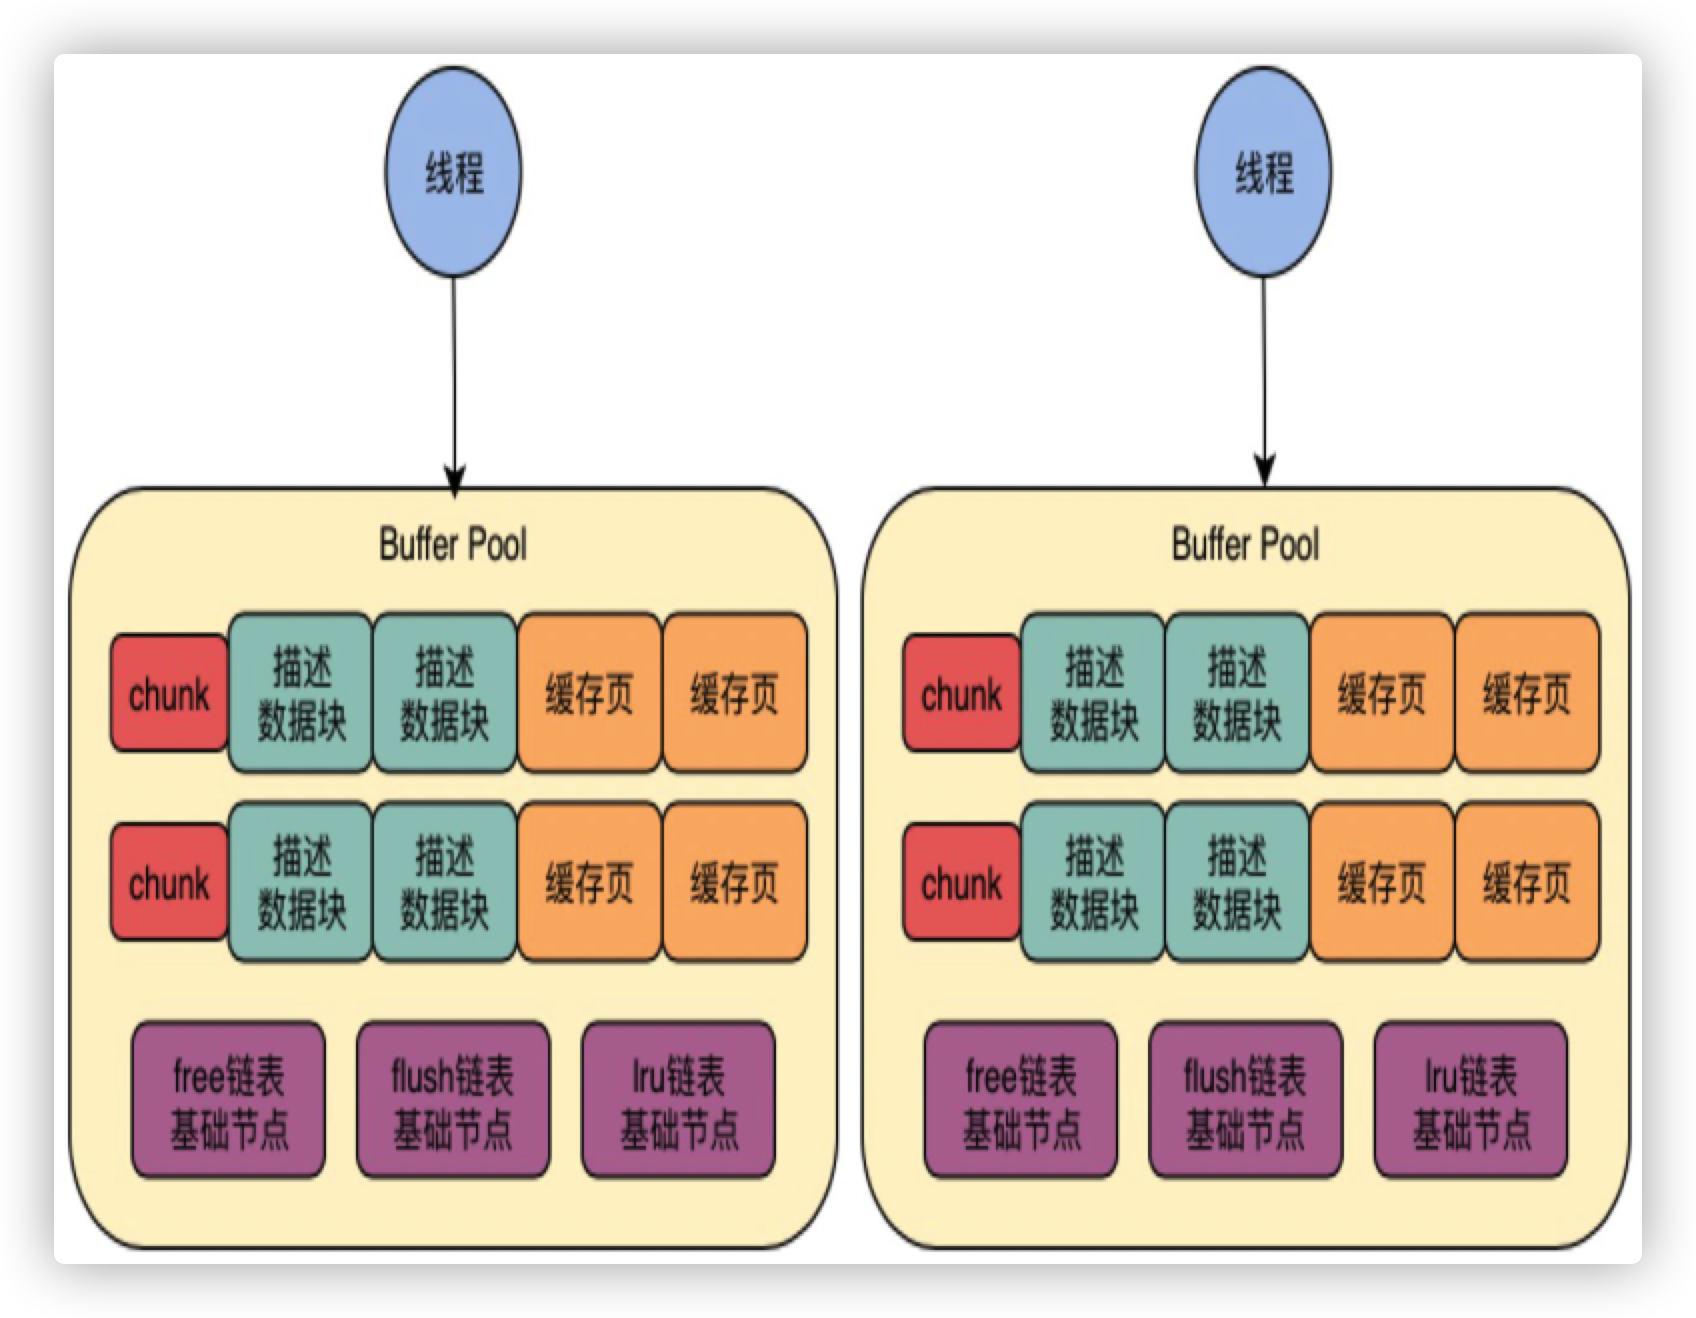 线程
线程
Buffer Pool
chunk
描述
数据块
描述
数据块
缓存页
缓存页
chunk
描述
数据块
描述
数据块
缓存页
缓存页
free链表
基础节点
flush链表
基础节点
lru链表
基础节点
Buffer Pool
chunk
描述
数据块
描述
数据块
缓存页
缓存页
chunk
描述
数据块
描述
数据块
缓存页
缓存页
free链表
基础节点
flush链表
基础节点
lru链表
基础节点